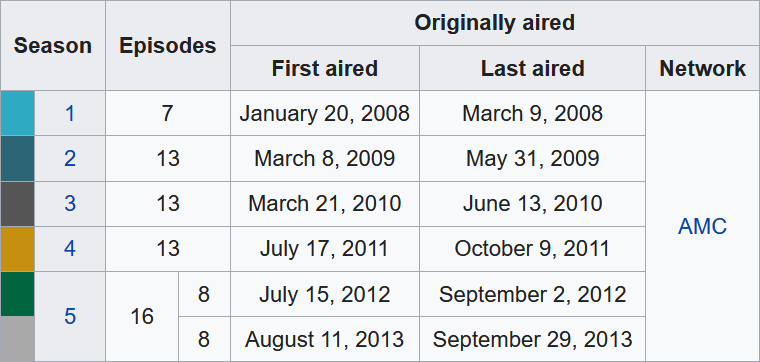 Season Episodes Originally aired
First aired Last aired Network
1 7 January 20, 2008 March 9, 2008
2 13 March 8, 2009 May 31, 2009
3 13 March 21, 2010 June 13, 2010
AMC
4 13 July 17, 2011 October 9, 2011
5 16 8 July 15, 2012 September 2, 2012
8 August 11, 2013 September 29, 2013